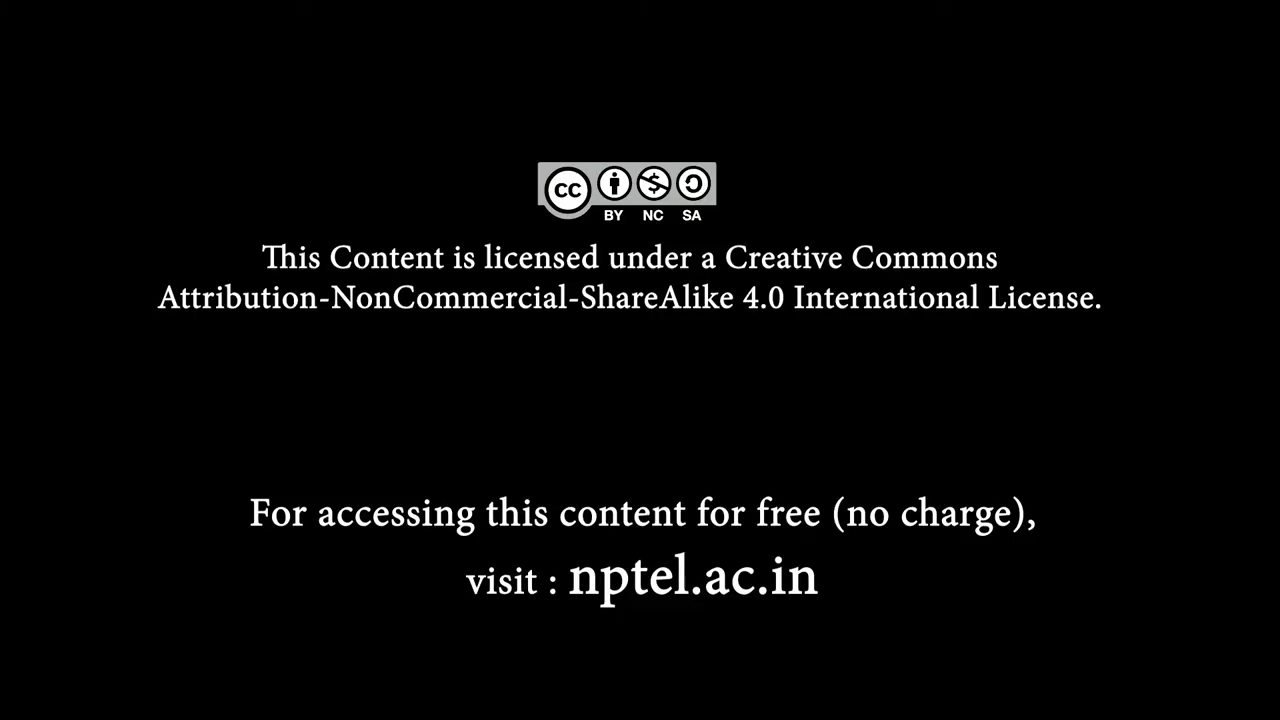 cc
BY NC SA
This Content is licensed under a Creative Commons
Attribution-NonCommercial-ShareAlike 4.0 International License.
For accessing this content for free (no charge),
visit : nptel.ac.in